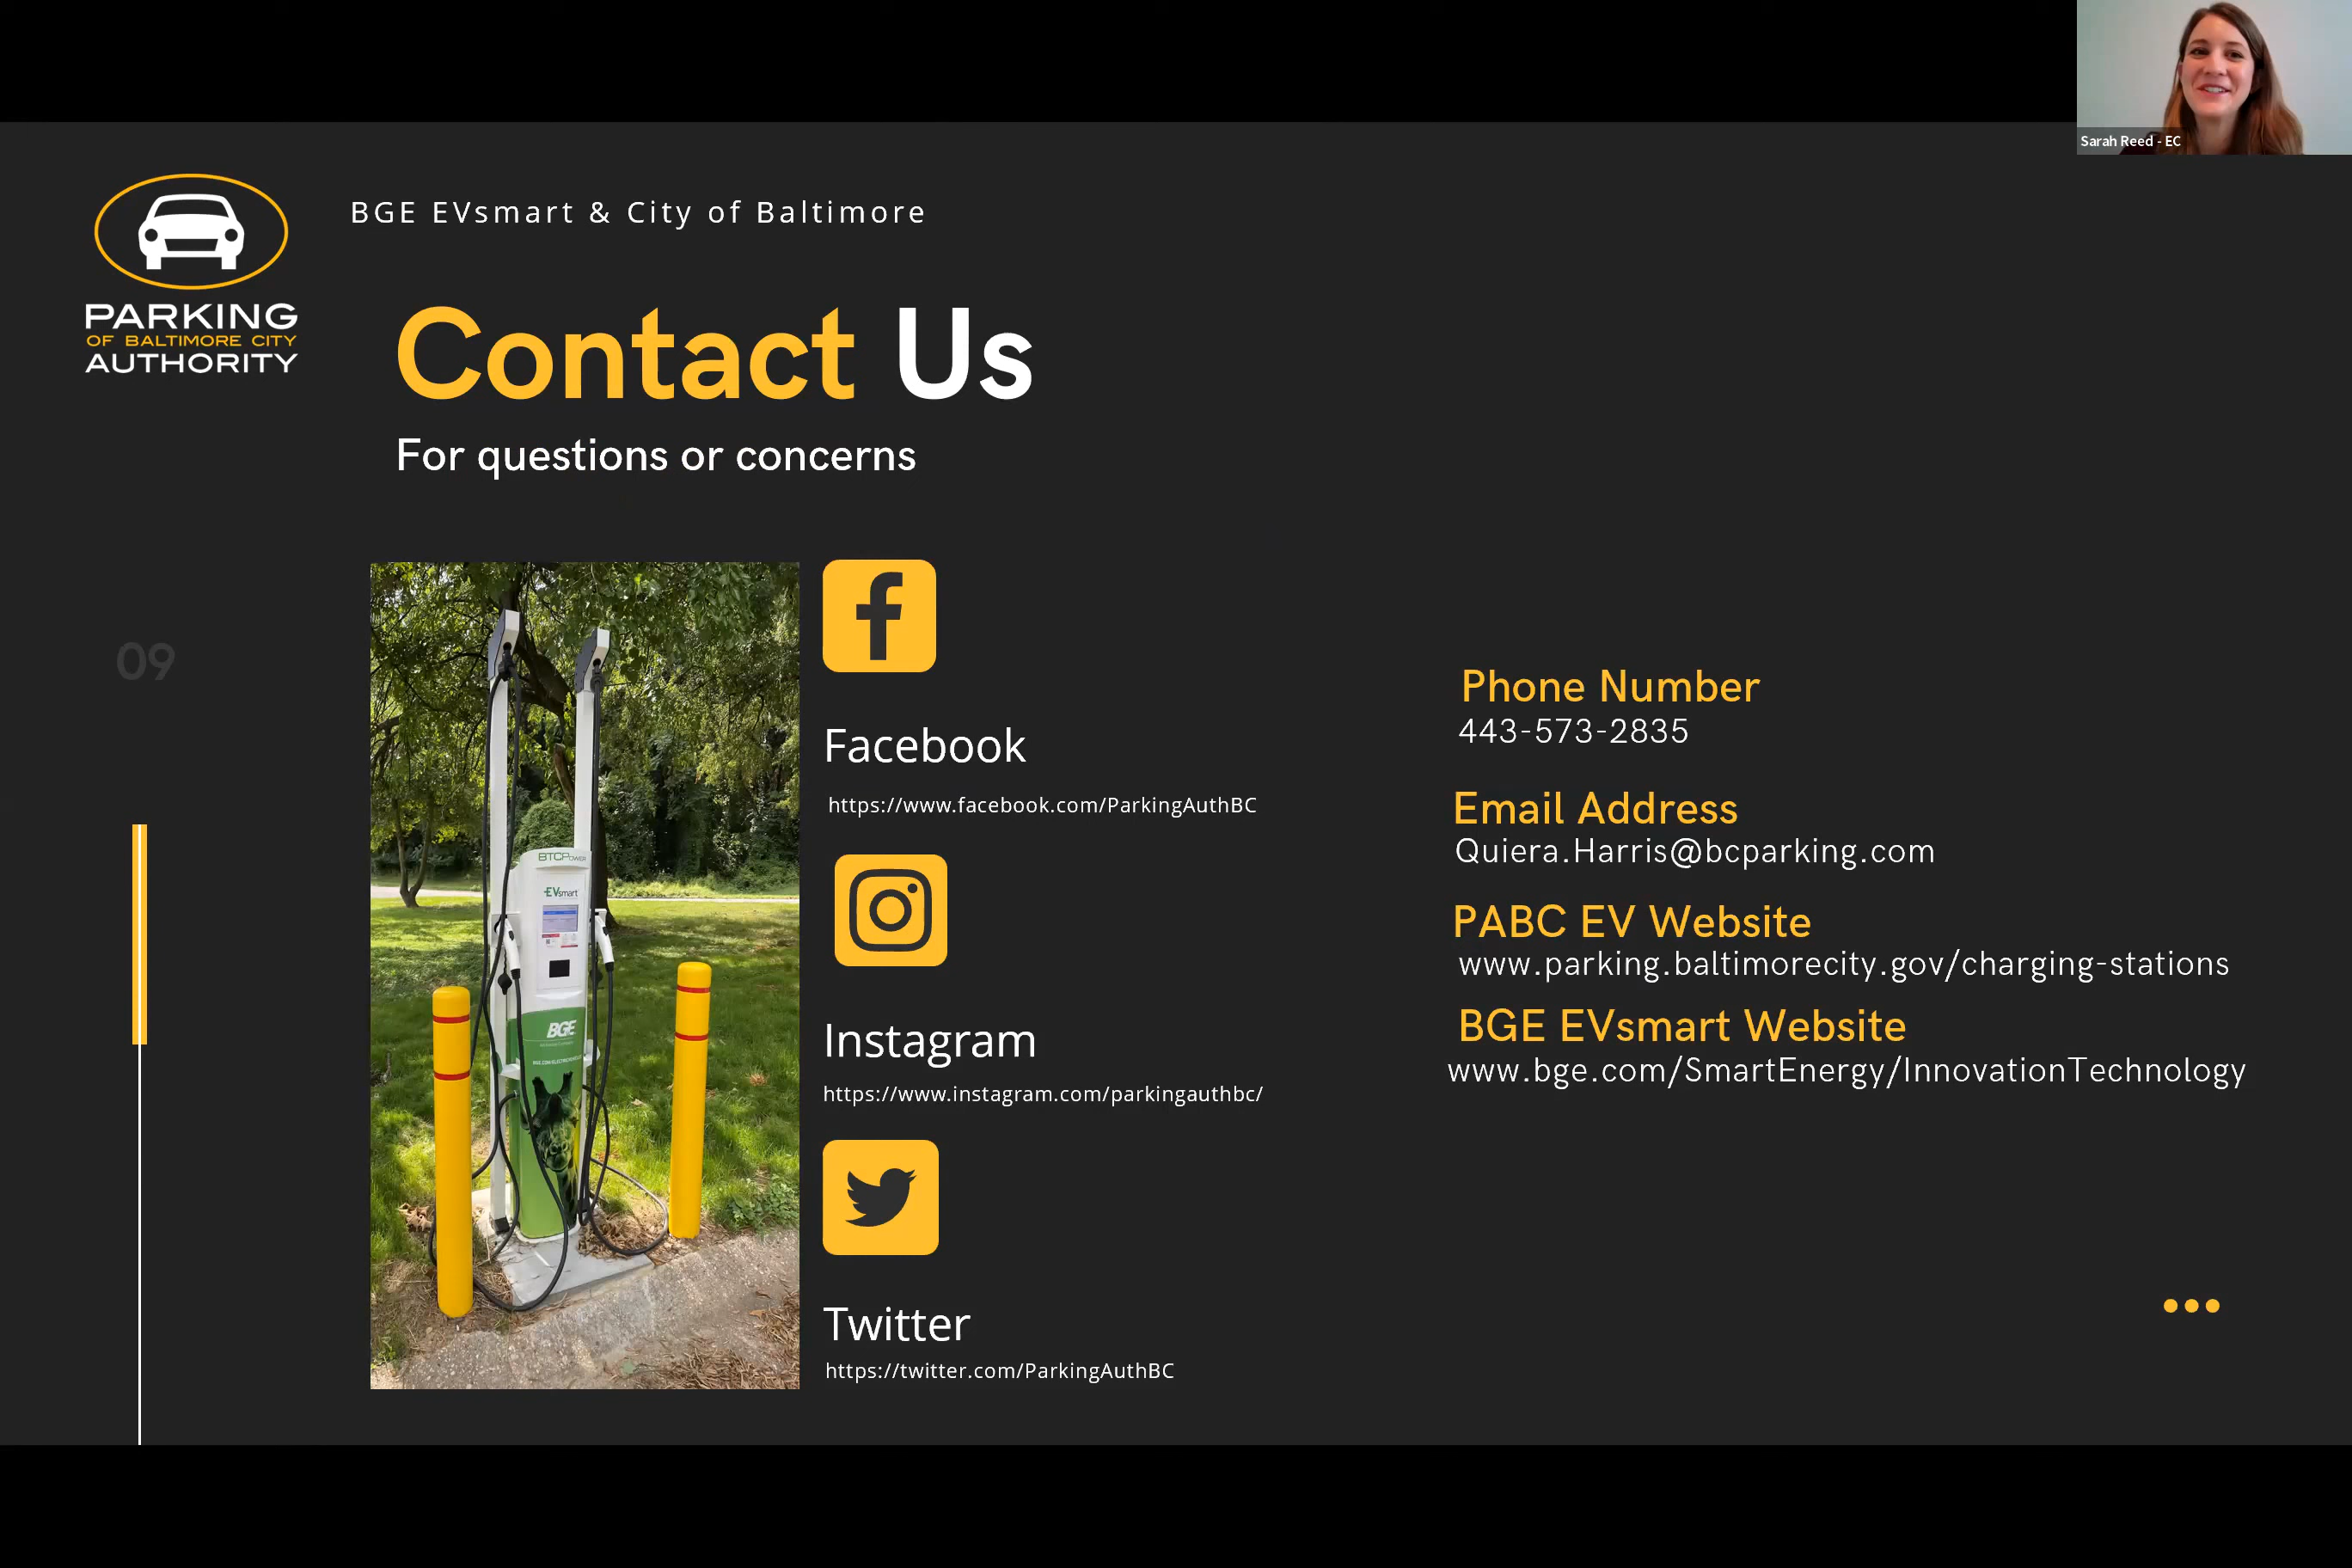 Sarah Reed - EC
PARKING
OF BALTIMORE CITY
AUTHORITY
BGE EVsmart & City of Baltimore
Contact Us
For questions or concerns
09
BTCPOWER
EVsmart
BGE
Facebook
https://www.facebook.com/ParkingAuthBC
Instagram
https://www.instagram.com/parkingauthbc/
Twitter
https://twitter.com/ParkingAuthBC
Phone Number
443-573-2835
Email Address
Quiera.Harris@bcparking.com
PABC EV Website
www.parking.baltimorecity.gov/charging-stations
BGE EVsmart Website
www.bge.com/SmartEnergy/InnovationTechnology